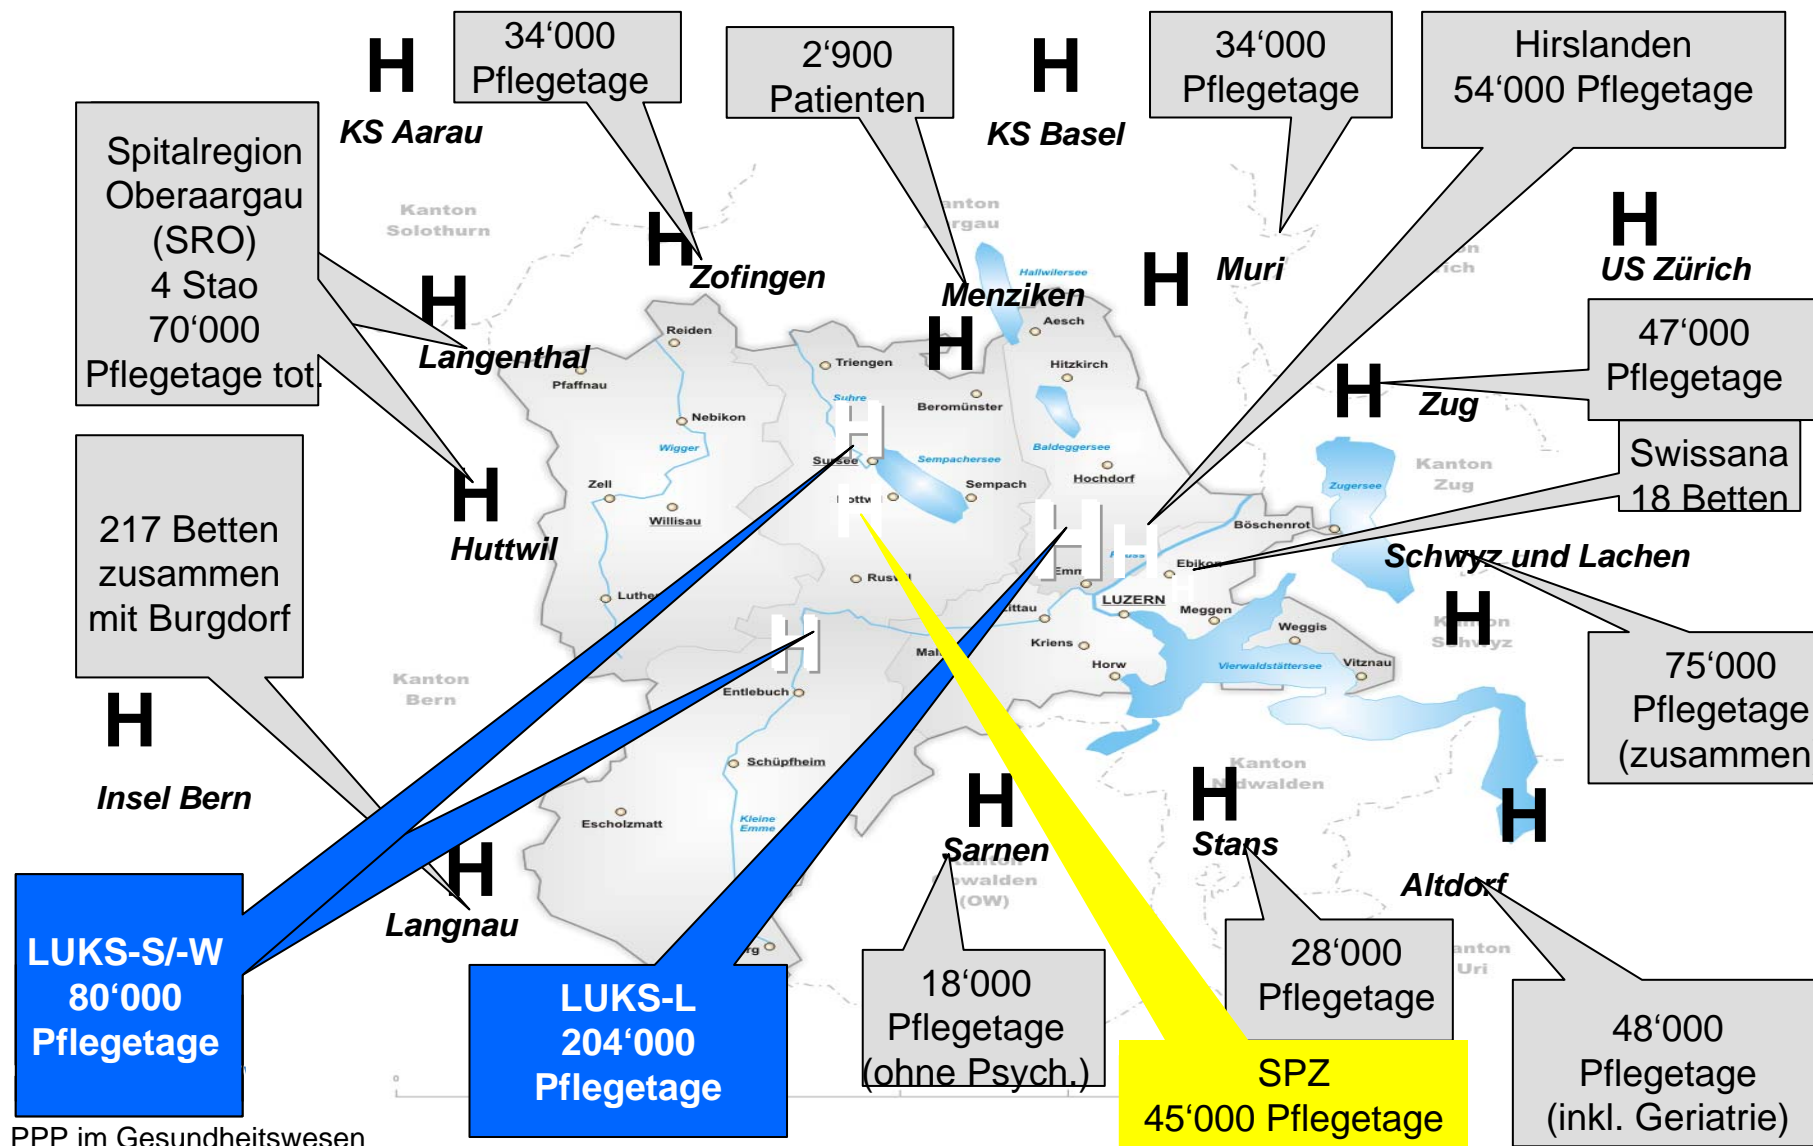 34‘000
Pflegetage
2‘900
Patienten
34‘000
Pflegetage
Hirslanden
54‘000 Pflegetage
H
KS Aarau
H
KS Basel
Spitalregion
Oberaargau
(SRO)
4 Stao
70‘000
Pflegetage tot.
Kanton
Solothurn
H
Zofingen
H
Langenthal
Hallwilersee
Menziken
H
H
Muri
H
US Zürich
47‘000
Pflegetage
H
Zug
Swissana
18 Betten
Kanton
Zug
Reiden
Pfaffnau
Triengen
Aesch
Hitzkirch
Nebikon
Suhre
Beromünster
Wigger
H
Sursee
Sempachersee
Baldeggersee
Hochdorf
Zell
Willisau
Sempach
H
H
H
H
Zugersee
Böschenrot
Ebikon
H
Huttwil
217 Betten
zusammen
mit Burgdorf
Schwyz und Lachen
H
75‘000
Pflegetage
(zusammen
Ruswil
LUZERN
Meggen
Weggis
Kriens
Horw
Vierwaldstättersee
Vitznau
H
Entlebuch
Kanton
Bern
H
Insel Bern
Schüpfheim
Escholzmatt
Kleine
Emme
H
Langnau
H
Sarnen
Kanton
H
Stans
H
Altdorf
LUKS-S/-W
80‘000
Pflegetage
LUKS-L
204‘000
Pflegetage
18‘000
Pflegetage
(ohne Psych.)
28‘000
Pflegetage
Uri
SPZ
45‘000 Pflegetage
48‘000
Pflegetage
(inkl. Geriatrie)
PPP im Gesundheitswesen